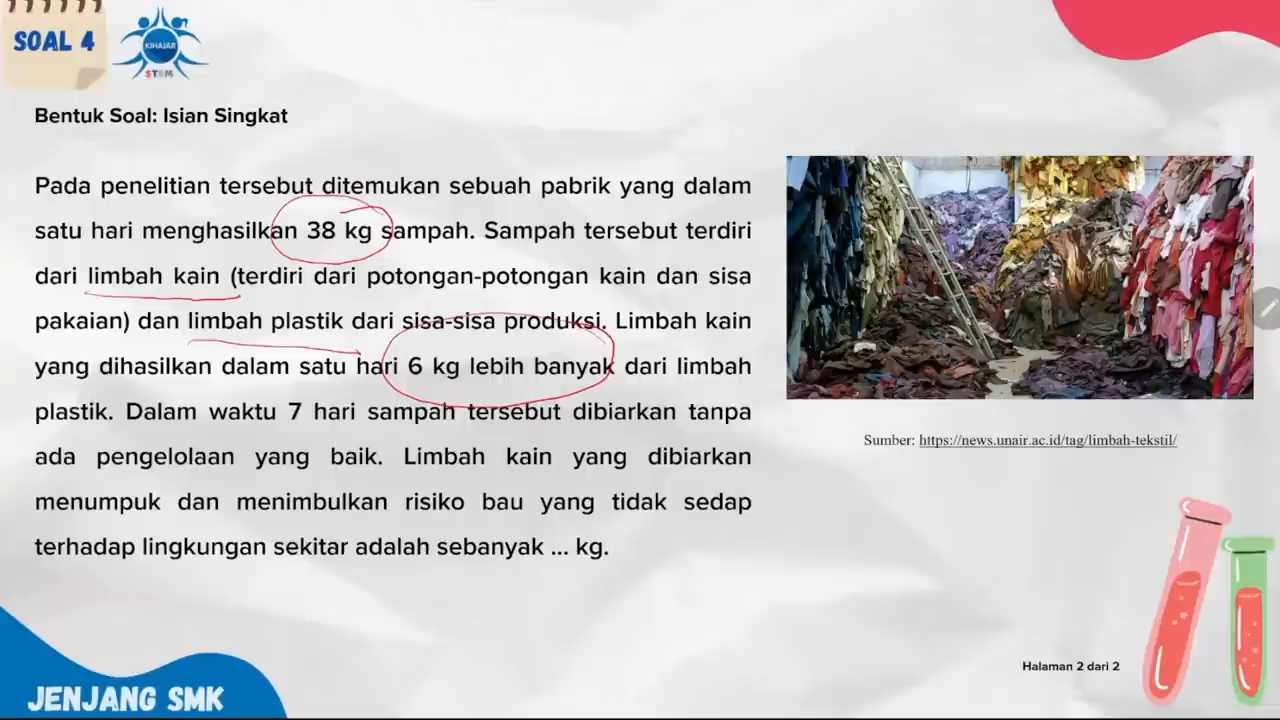 SOAL 4
KIHAJAR
STEM
Bentuk Soal: Isian Singkat
Pada penelitian tersebut ditemukan sebuah pabrik yang dalam
satu hari menghasilkan 38 kg sampah. Sampah tersebut terdiri
dari limbah kain (terdiri dari potongan-potongan kain dan sisa
pakaian) dan limbah plastik dari sisa-sisa produksi. Limbah kain
yang dihasilkan dalam satu hari 6 kg lebih banyak dari limbah
plastik. Dalam waktu 7 hari sampah tersebut dibiarkan tanpa
ada pengelolaan yang baik. Limbah kain yang dibiarkan
menumpuk dan menimbulkan risiko bau yang tidak sedap
terhadap lingkungan sekitar adalah sebanyak ... kg.
Sumber: https://news.unair.ac.id/tag/limbah-tekstil/
Halaman 2 dari 2
JENJANG SMK